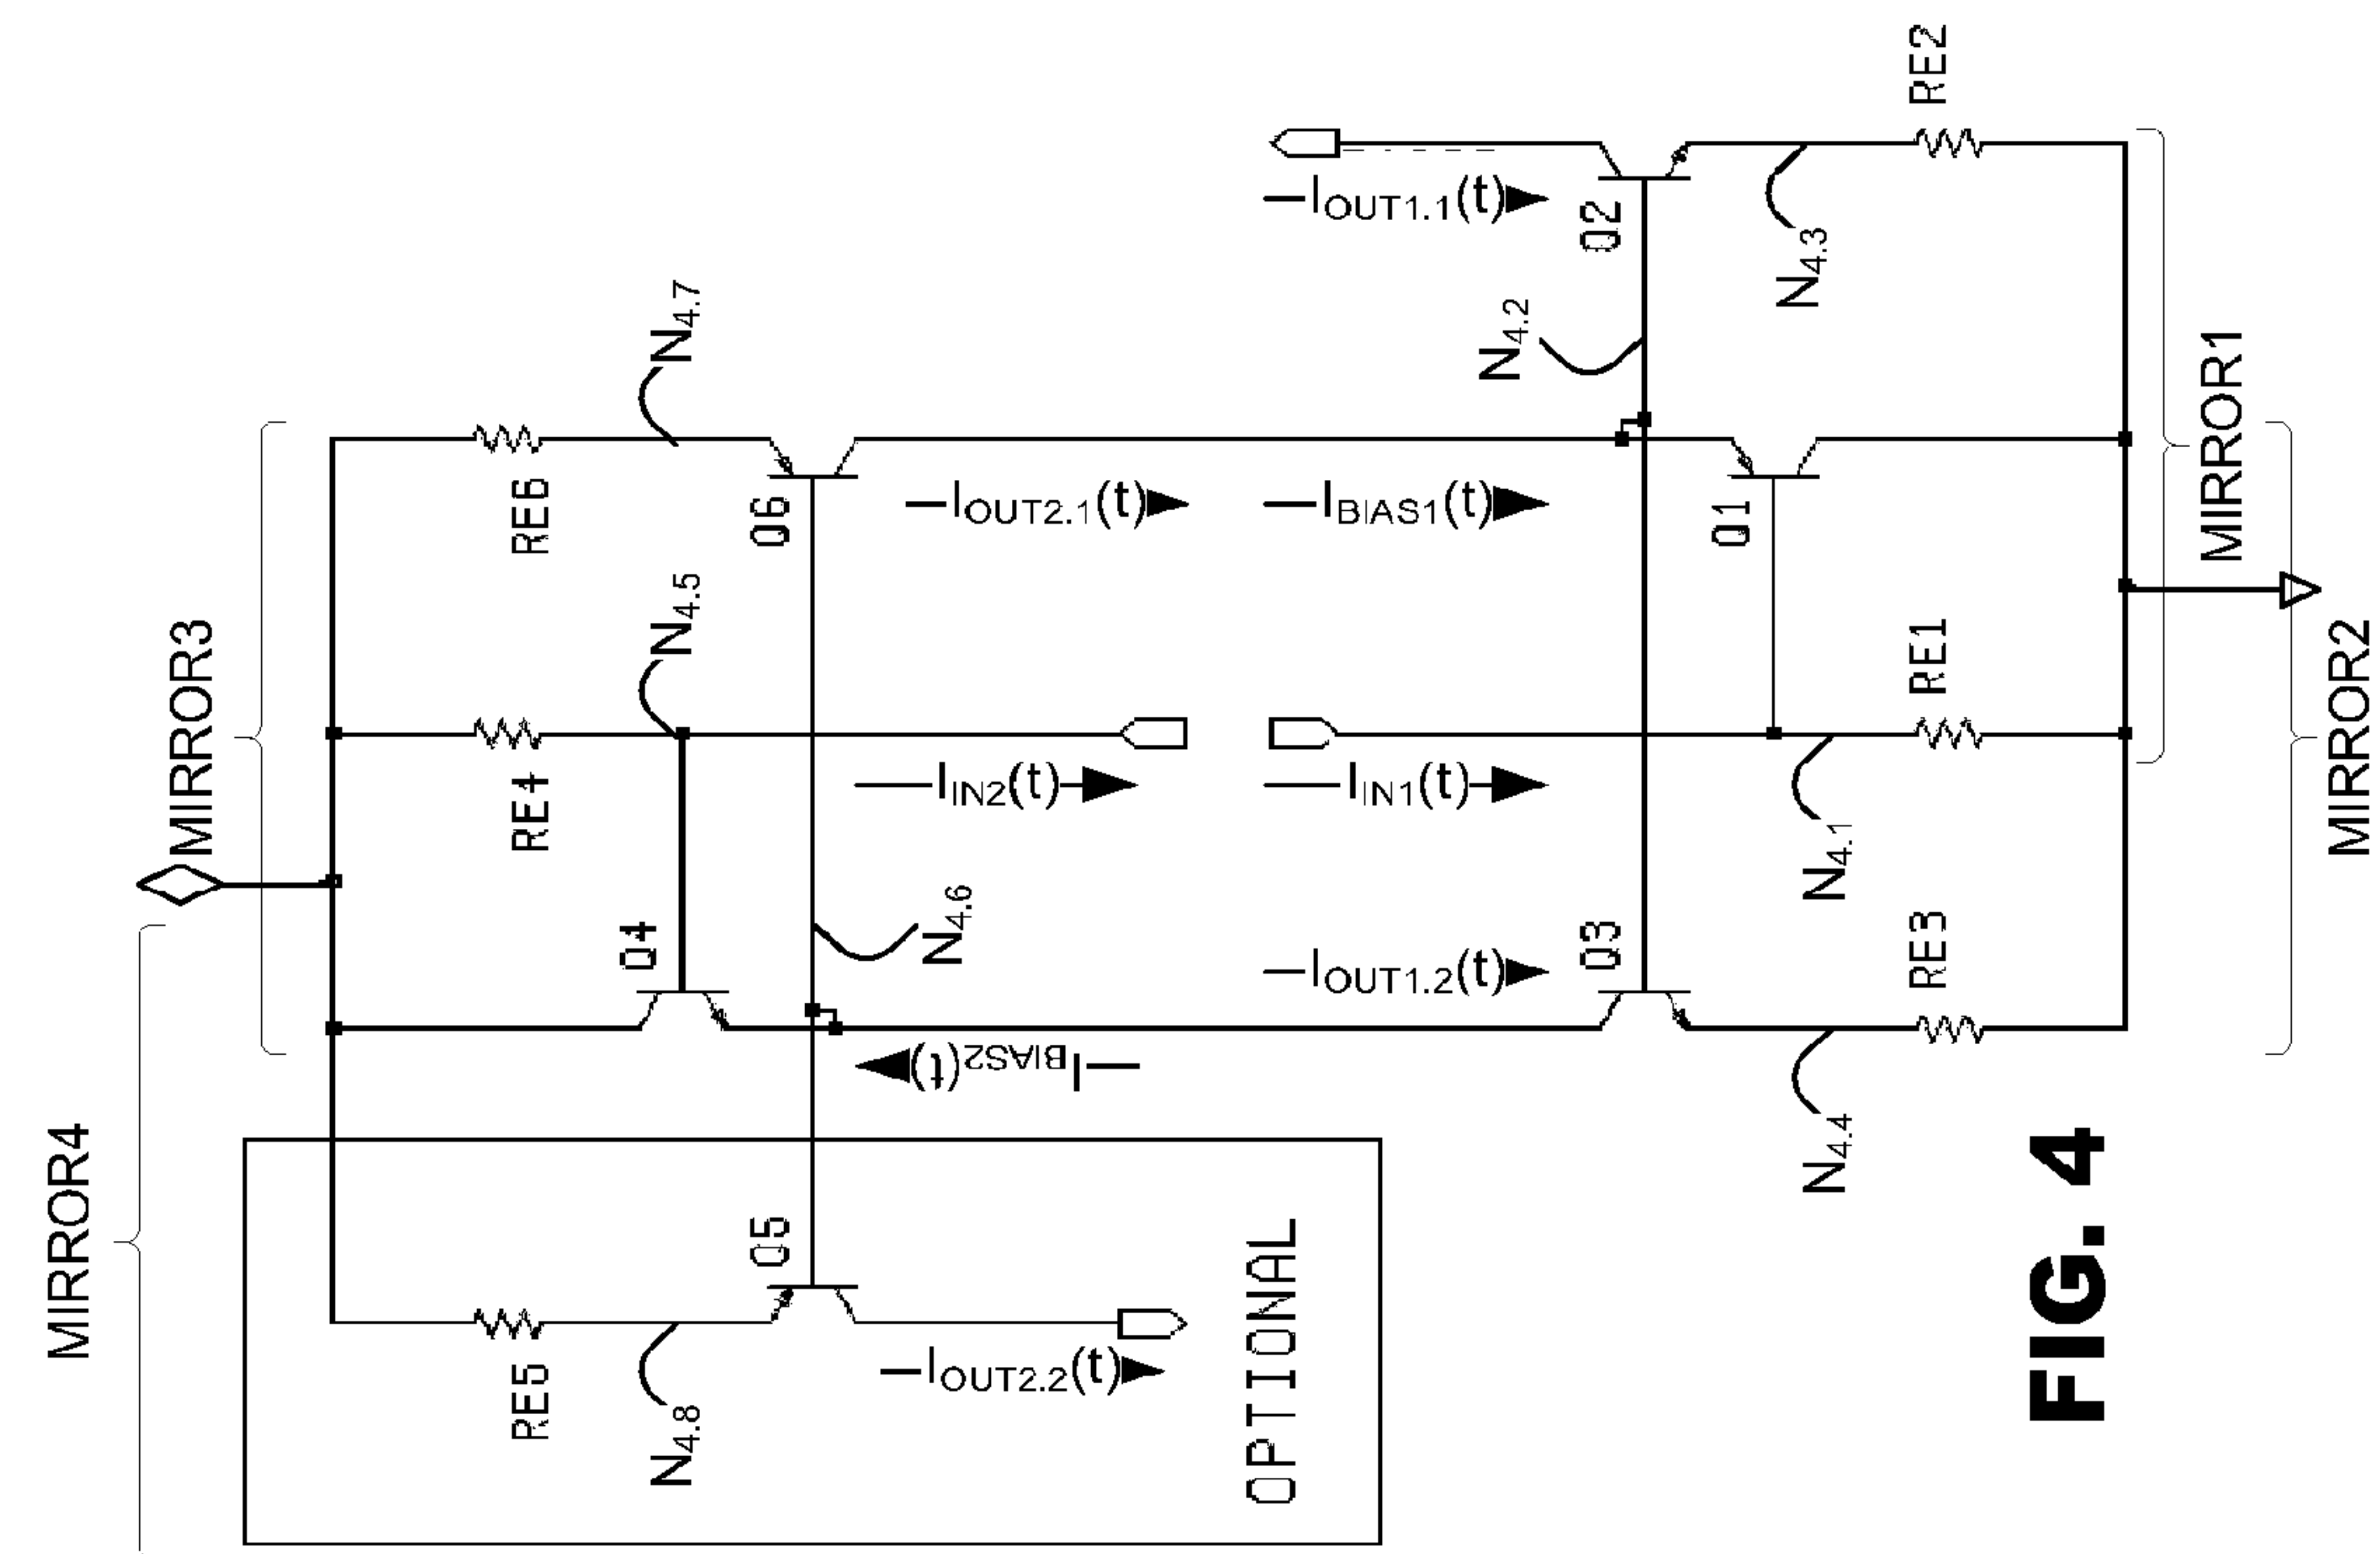 MIRROR4
MIRROR3
RE5
RE4
RE6
N4.8
N4.5
N4.7
Q4
Q5
Q6
N4.6
IOUT2.2(t)
IBIAS2(t)
IIN2(t)
IOUT2.1(t)
OPTIONAL
IOUT1.2(t)
IIN1(t)
IBIAS1(t)
IOUT1.1(t)
N4.2
Q3
Q2
Q1
N4.4
N4.1
N4.3
RE3
RE1
RE2
MIRROR1
MIRROR2
FIG. 4